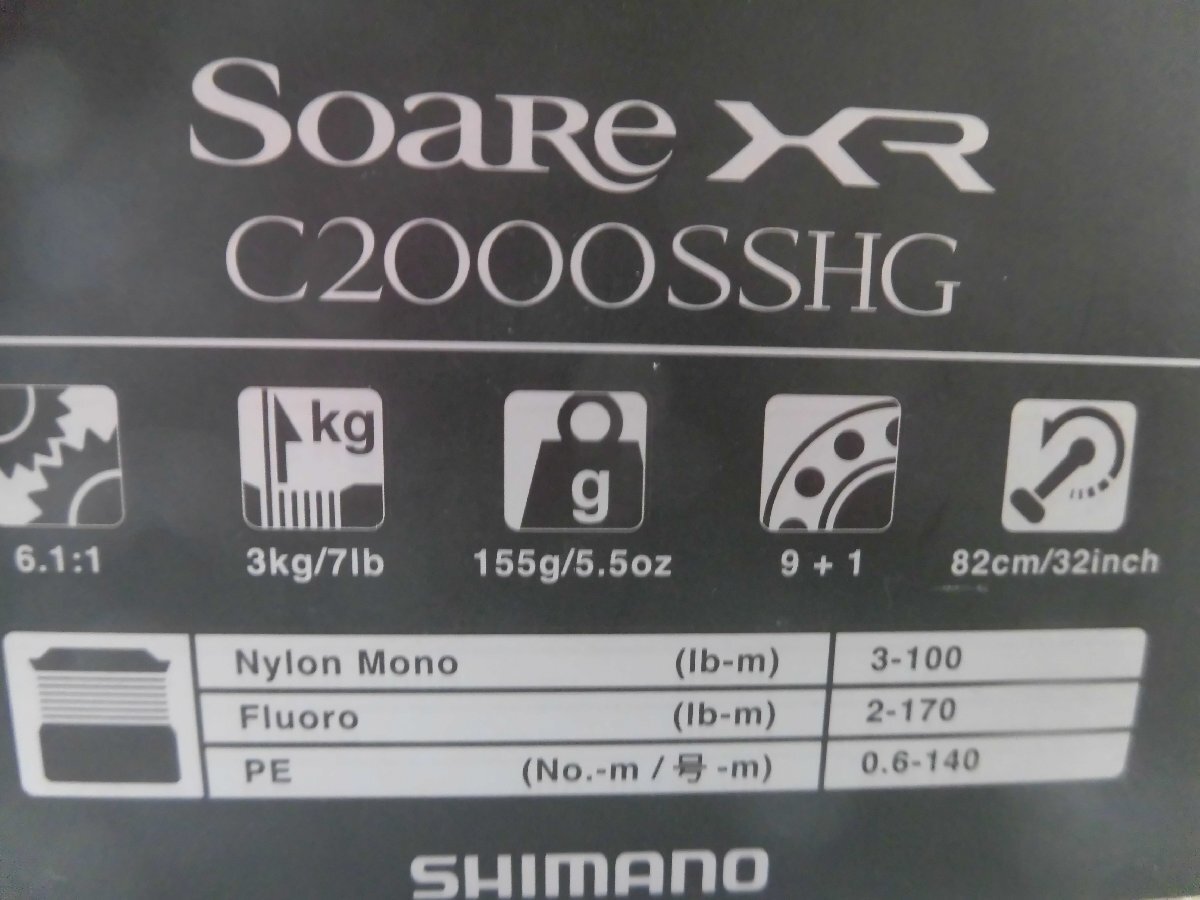 Soare XR
C2000SSHG
kg
g
6.1:1 3kg/7lb 155g/5.5oz 9 + 1 82cm/32inch
Nylon Mono (lb-m) 3-100
Fluoro (lb-m) 2-170
PE (No.-m / 号 -m) 0.6-140
SHIMANO